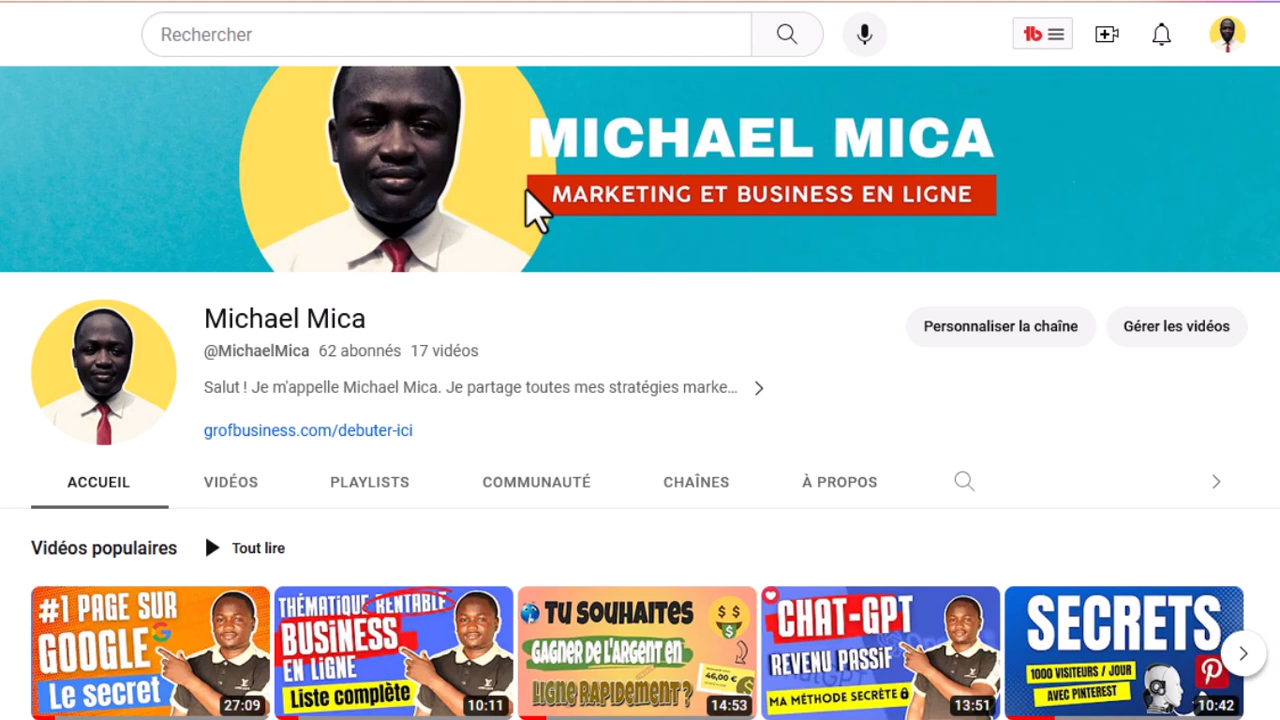 Rechercher
MICHAEL MICA
MARKETING ET BUSINESS EN LIGNE
Michael Mica
@MichaelMica 62 abonnés 17 vidéos
Salut ! Je m'appelle Michael Mica. Je partage toutes mes stratégies marke...
grofbusiness.com/debuter-ici
Personnaliser la chaîne
Gérer les vidéos
ACCUEIL VIDÉOS PLAYLISTS COMMUNAUTÉ CHAÎNES À PROPOS
Vidéos populaires
Tout lire
#1 PAGE SUR
GOOGLE
Le secret
27:09
THÉMATIQUE RENTABLE
BUSINESS
EN LIGNE
Liste complète
10:11
TU SOUHAITES
GAGNER DE L'ARGENT EN
LIGNE RAPIDEMENT ?
46,00 €
14:53
CHAT-GPT
REVENU PASSIF
MA MÉTHODE SECRÈTE
13:51
SECRETS
1000 VISITEURS / JOUR
AVEC PINTEREST
10:42